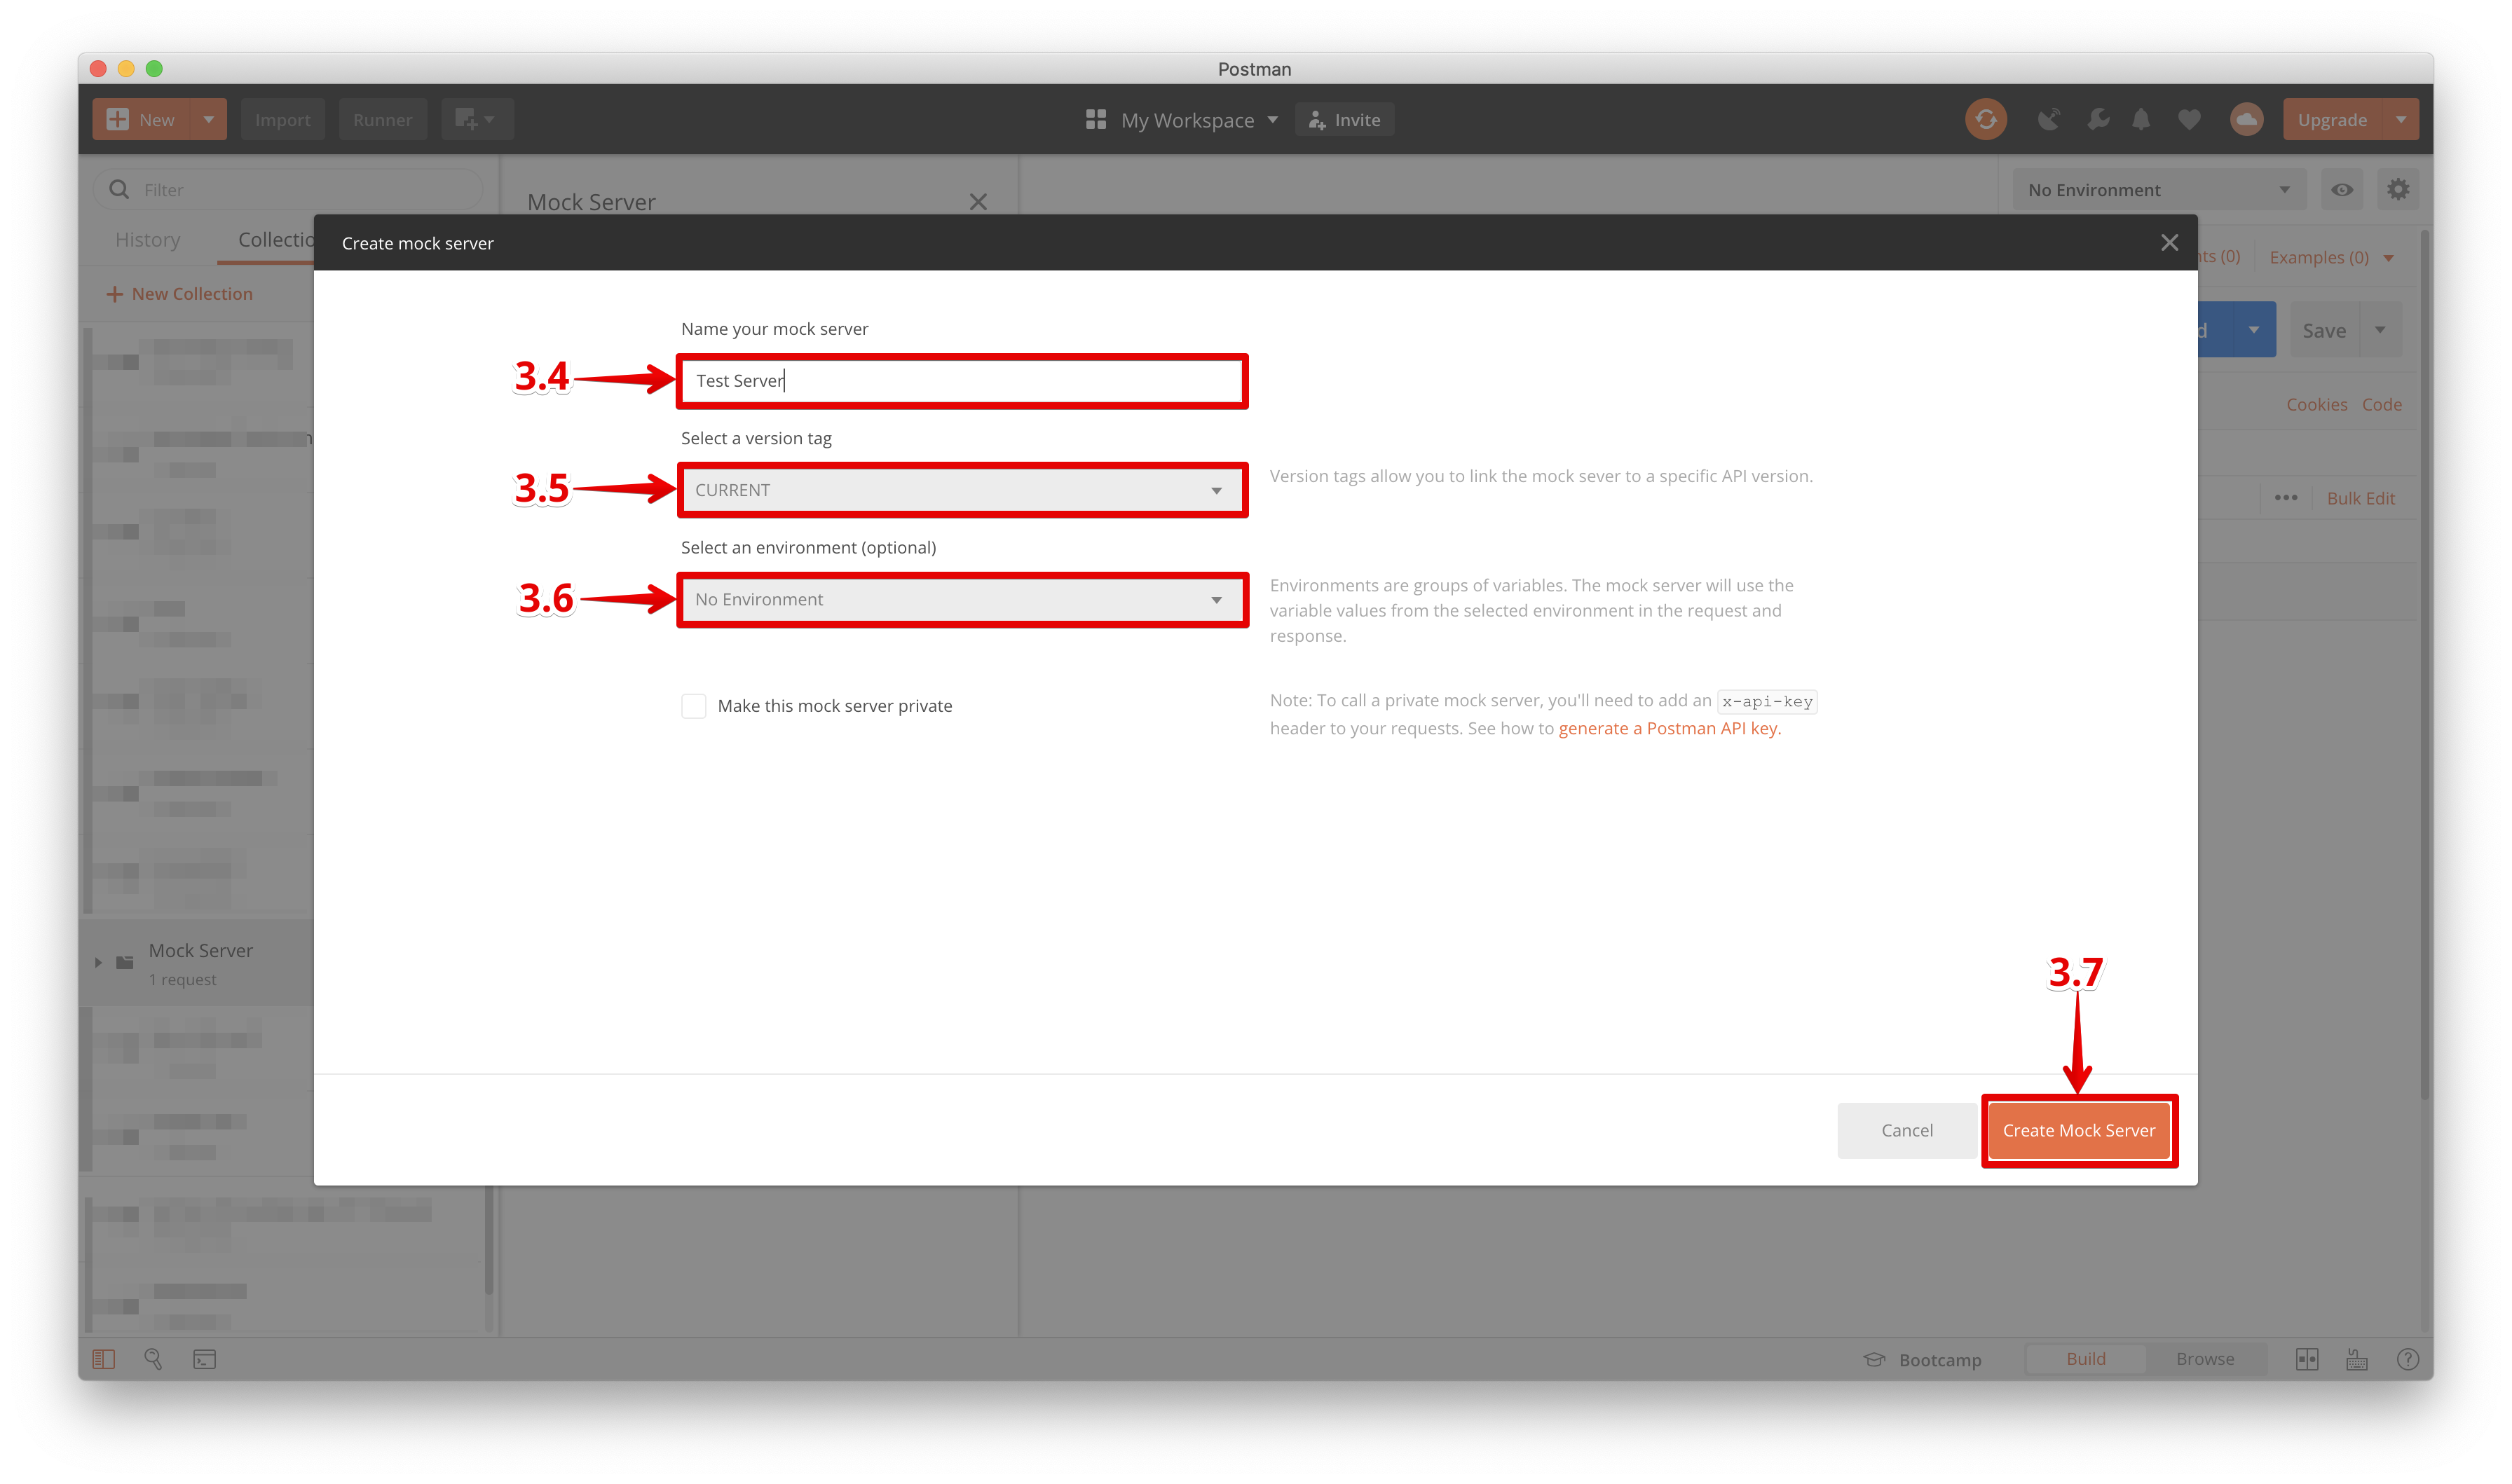 Postman
New
Import
Runner
My Workspace
Invite
Upgrade
Filter
Mock Server
No Environment
History
Collectio
Create mock server
ts (0)
Examples (0)
New Collection
Name your mock server
d
Save
3.4
Test Server
Cookies
Code
Select a version tag
3.5
CURRENT
Version tags allow you to link the mock sever to a specific API version.
Bulk Edit
Select an environment (optional)
3.6
No Environment
Environments are groups of variables. The mock server will use the
variable values from the selected environment in the request and
response.
Make this mock server private
Note: To call a private mock server, you'll need to add an x-api-key
header to your requests. See how to generate a Postman API key.
Mock Server
1 request
3.7
Cancel
Create Mock Server
Bootcamp
Build
Browse